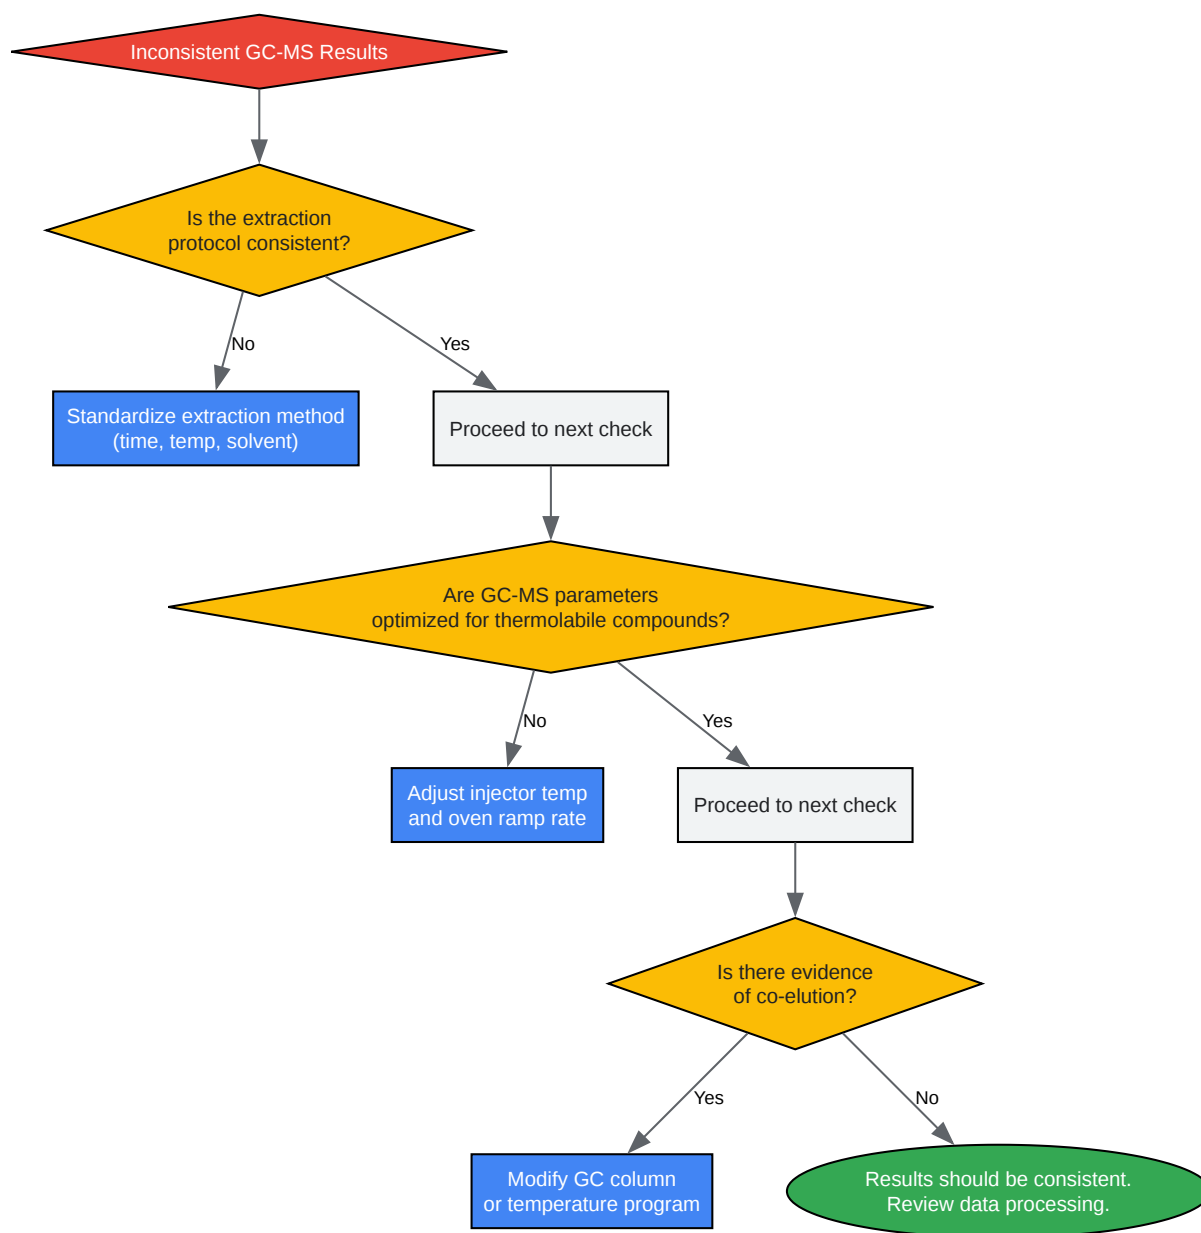 Inconsistent GC-MS Results
Is the extraction
protocol consistent?
No
Yes
Standardize extraction method
(time, temp, solvent)
Proceed to next check
Are GC-MS parameters
optimized for thermolabile compounds?
No
Yes
Adjust injector temp
and oven ramp rate
Proceed to next check
Is there evidence
of co-elution?
Yes
No
Modify GC column
or temperature program
Results should be consistent.
Review data processing.